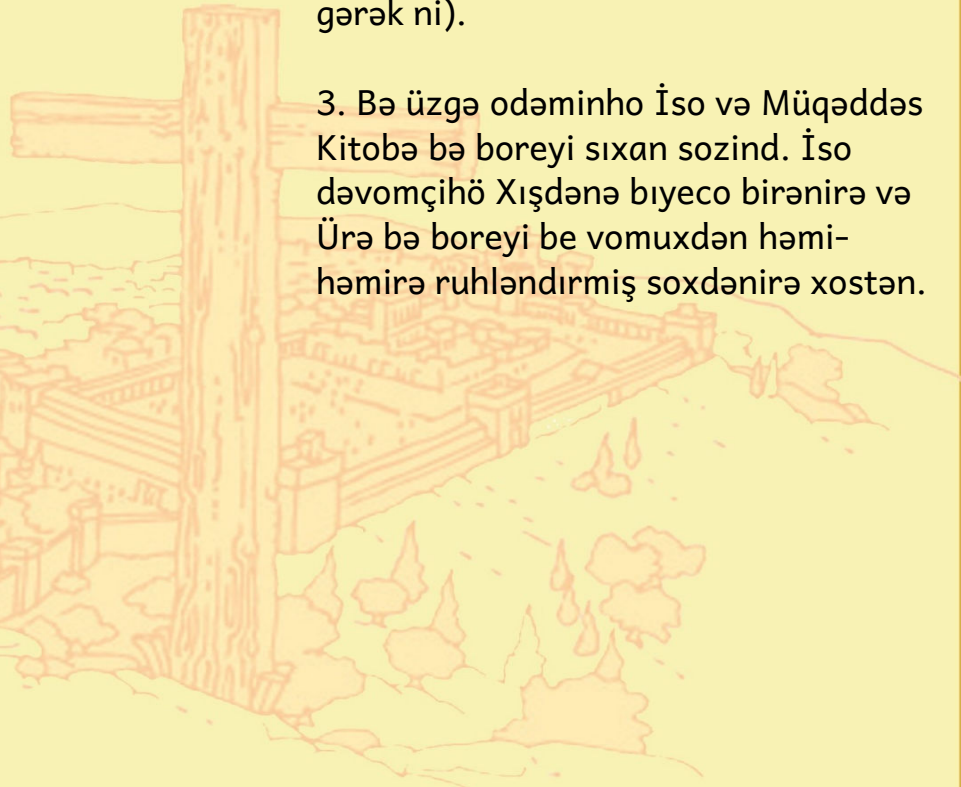 gərək ni).
3. Bə üzgə odəminho İso və Müqəddəs
Kitobə bə boreyi sıxan sozind. İso
dəvomçihö Xışdənə bıyeco birənirə və
Ürə bə boreyi be vomuxdən həmi-
həmirə ruhləndırmiş soxdənirə xostən.